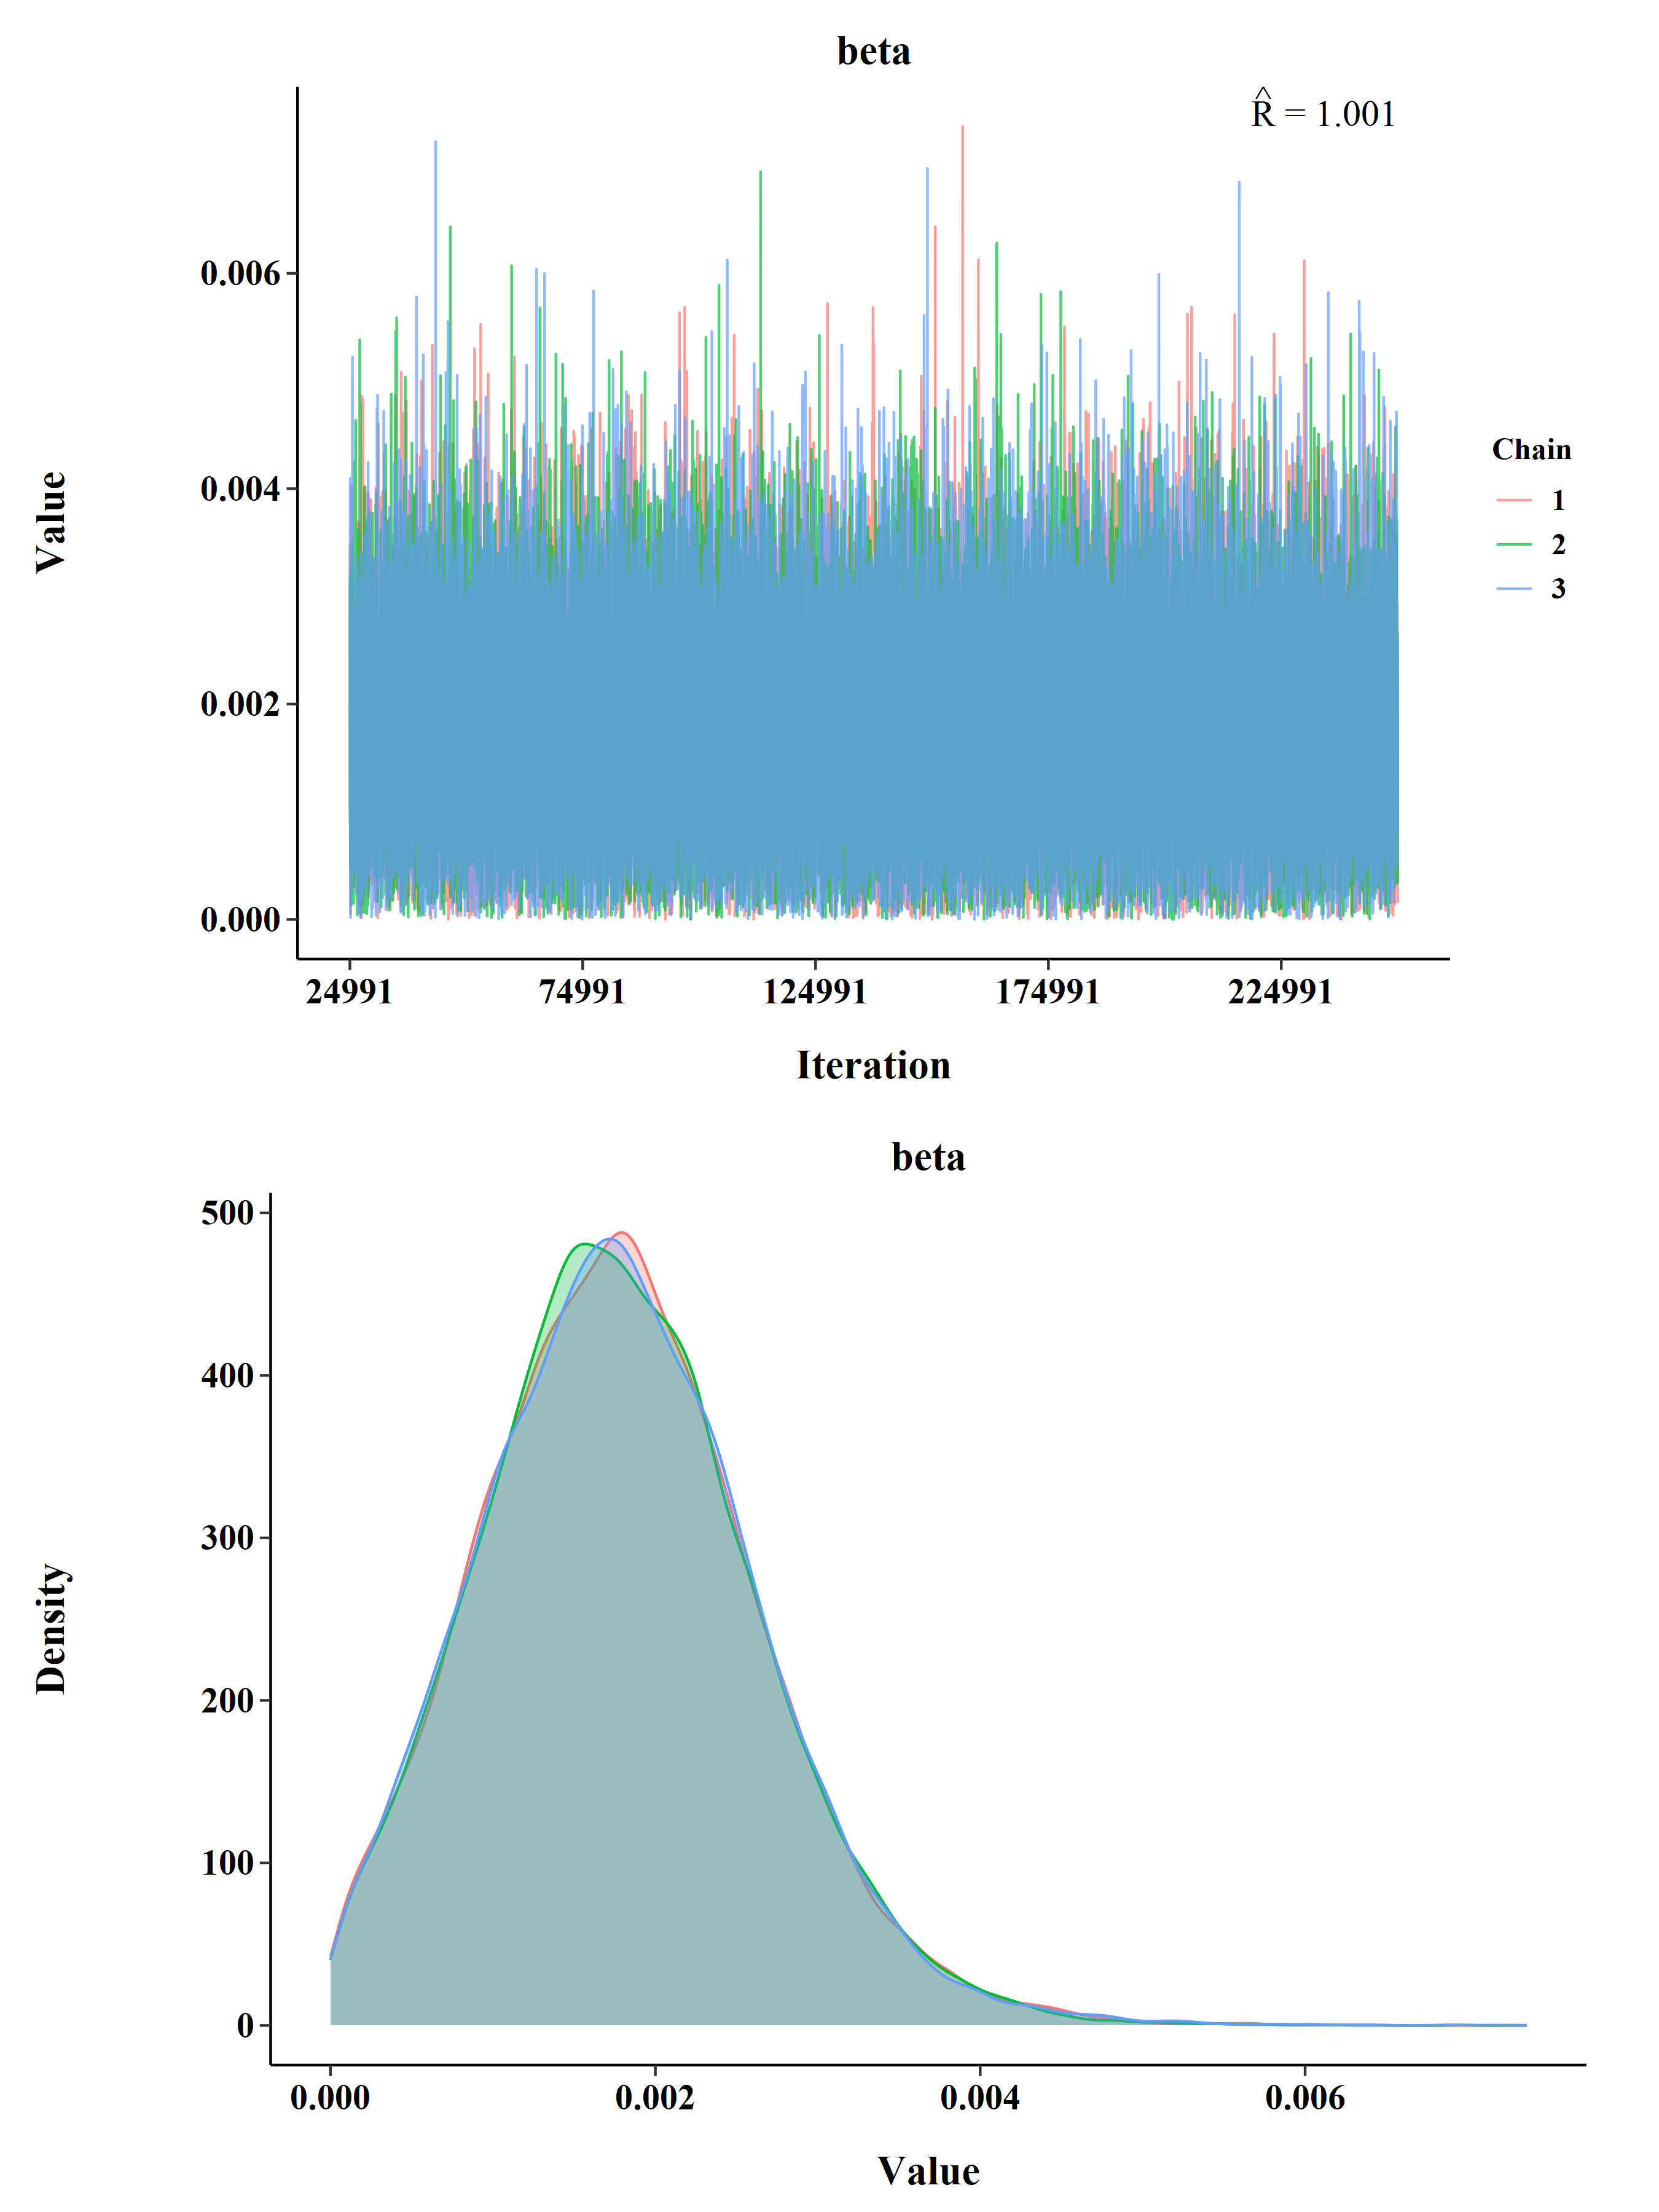 beta
R̂ = 1.001
0.006
0.004
0.002
0.000
Value
24991 74991 124991 174991 224991
Iteration
Chain
1
2
3
beta
500
400
300
200
100
0
Density
0.000 0.002 0.004 0.006
Value